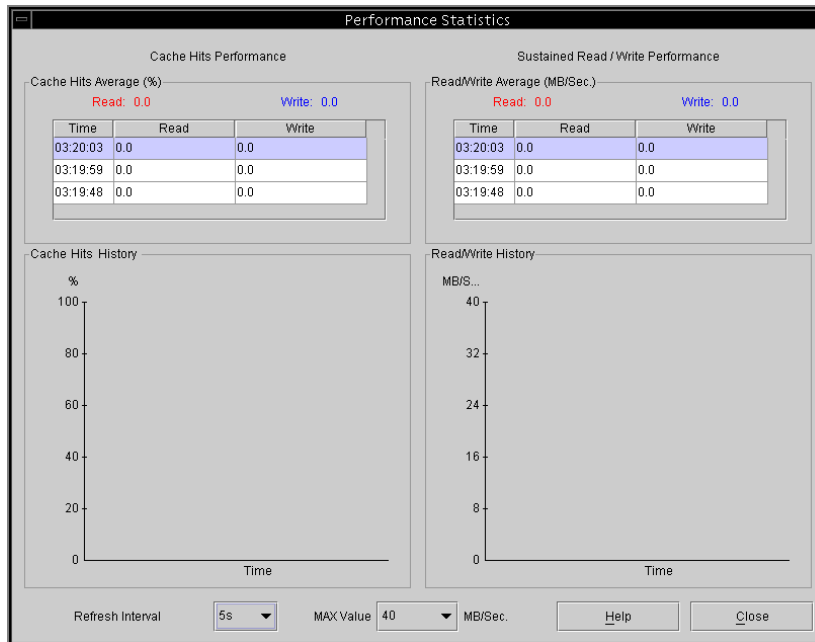 Performance Statistics
Cache Hits Performance
Cache Hits Average (%)
Read: 0.0 Write: 0.0
Time Read Write
03:20:03 0.0 0.0
03:19:59 0.0 0.0
03:19:48 0.0 0.0
Sustained Read / Write Performance
Read/Write Average (MB/Sec.)
Read: 0.0 Write: 0.0
Time Read Write
03:20:03 0.0 0.0
03:19:59 0.0 0.0
03:19:48 0.0 0.0
Cache Hits History
%
100
80
60
40
20
0
Time
Read/Write History
MB/S...
40
32
24
16
8
0
Time
Refresh Interval 5s MAX Value 40 MB/Sec. Help Close